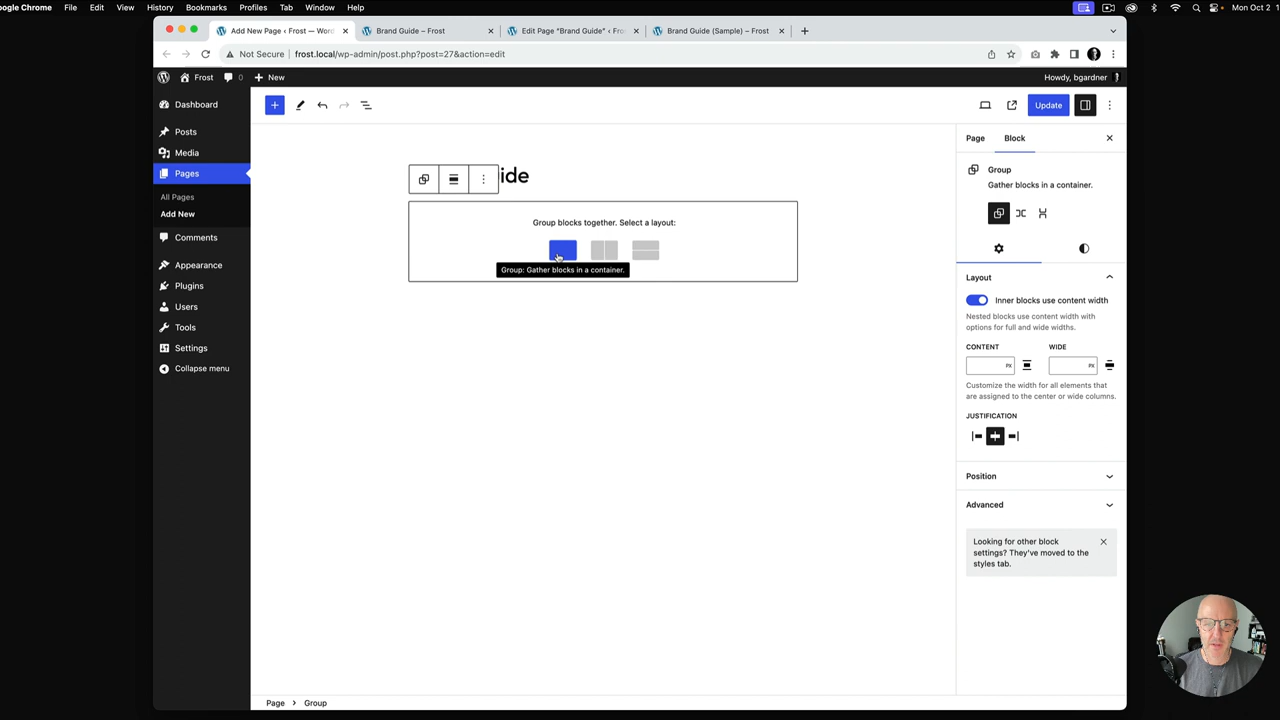 oogle Chrome File Edit View History Bookmarks Profiles Tab Window Help Mon Oct 2 1
Add New Page ‹ Frost — Word
Brand Guide – Frost
Edit Page "Brand Guide" ‹ Fros
Brand Guide (Sample) – Frost
Not Secure frost.local/wp-admin/post.php?post=27&action=edit
Frost 0 New Howdy, bgardner
Dashboard
Posts
Media
Pages
All Pages
Add New
Comments
Appearance
Plugins
Users
Tools
Settings
Collapse menu
Update
ide
Group blocks together. Select a layout:
Group: Gather blocks in a container.
Page Block
Group
Gather blocks in a container.
Layout
Inner blocks use content width
Nested blocks use content width with
options for full and wide widths.
CONTENT WIDE
PX PX
Customize the width for all elements that
are assigned to the center or wide columns.
JUSTIFICATION
Position
Advanced
Looking for other block
settings? They've moved to the
styles tab.
Page Group